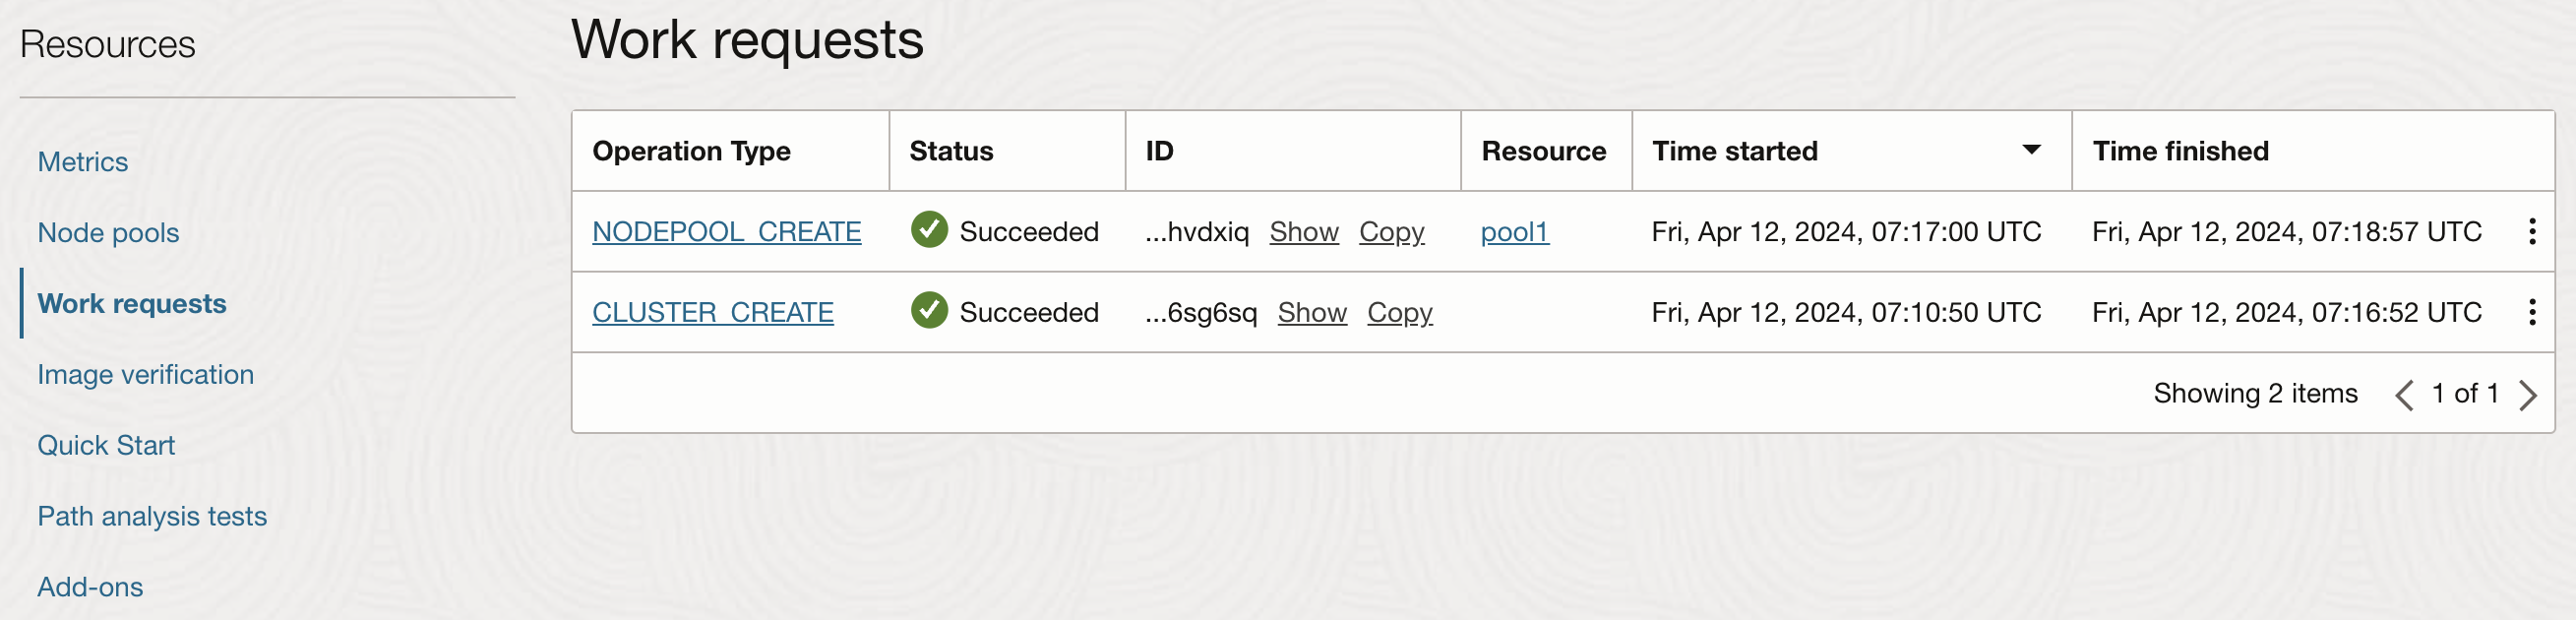 Resources
Metrics
Node pools
Work requests
Image verification
Quick Start
Path analysis tests
Add-ons
Work requests
Operation Type Status ID Resource Time started Time finished
NODEPOOL_CREATE Succeeded ...hvdxiq Show Copy pool1 Fri, Apr 12, 2024, 07:17:00 UTC Fri, Apr 12, 2024, 07:18:57 UTC
CLUSTER_CREATE Succeeded ...6sg6sq Show Copy Fri, Apr 12, 2024, 07:10:50 UTC Fri, Apr 12, 2024, 07:16:52 UTC
Showing 2 items 1 of 1